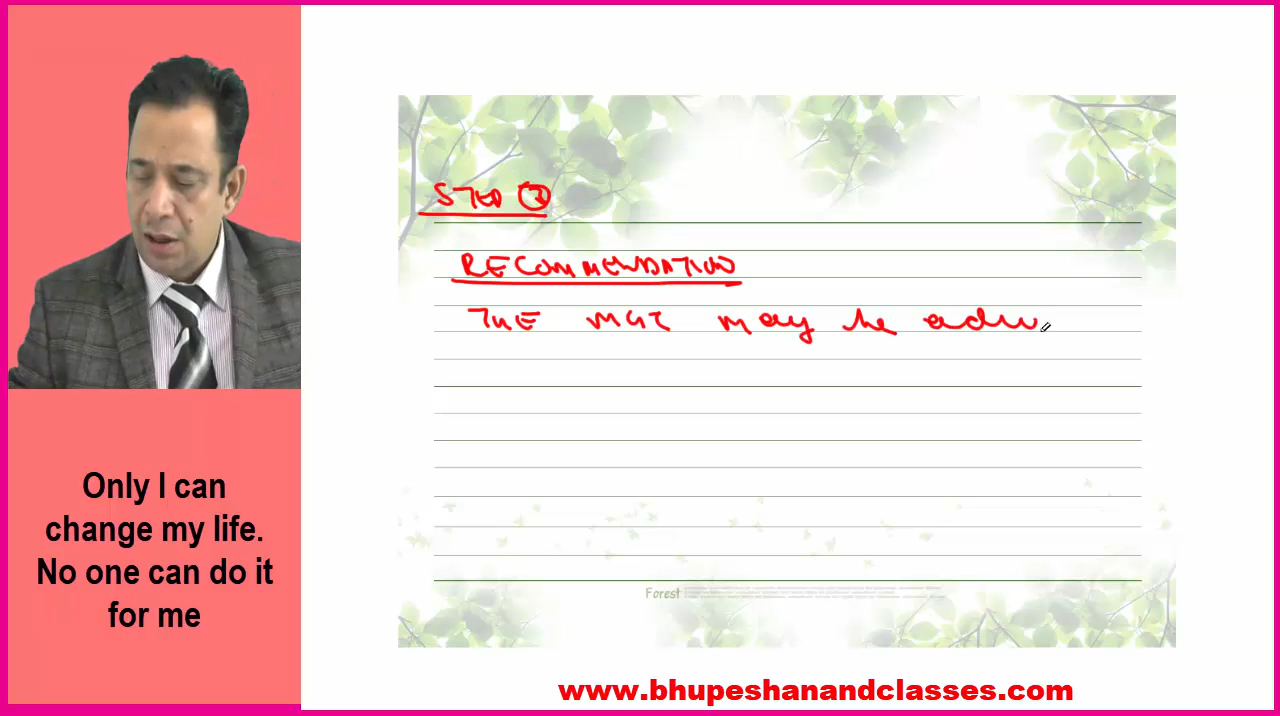 STEP ③
RECOMMENDATION
THE MGT may be advi
Only I can
change my life.
No one can do it
for me
Forest
www.bhupeshanandclasses.com